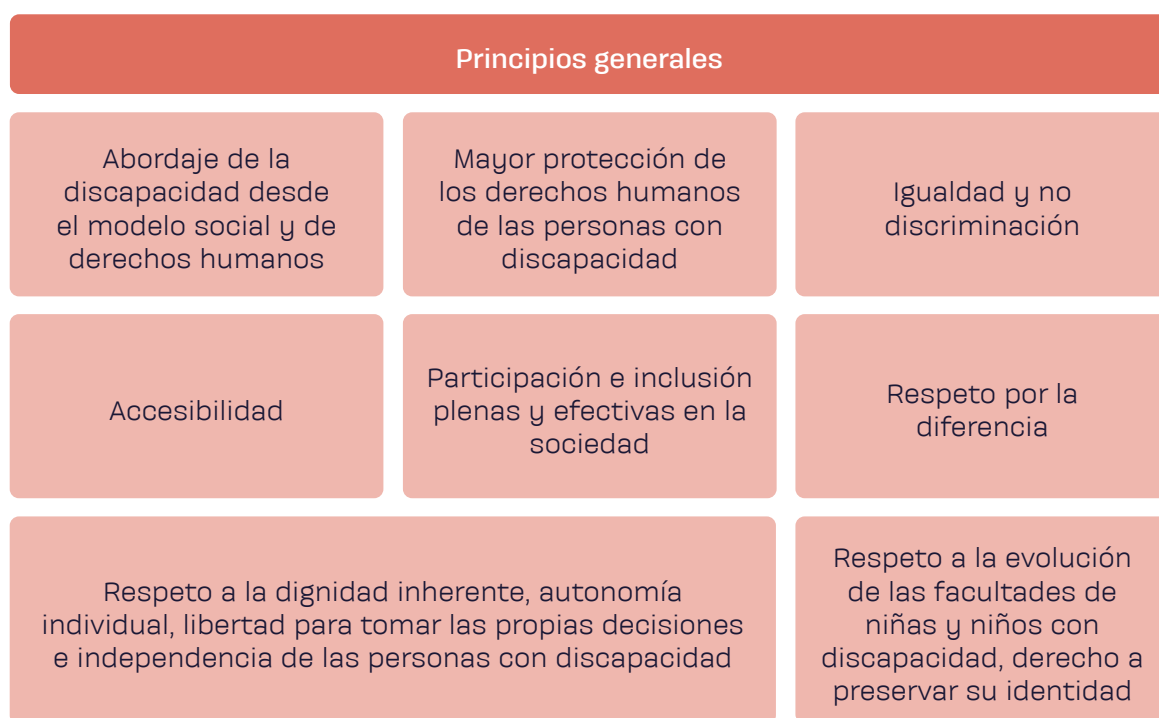 Principios generales
Abordaje de la
discapacidad desde
el modelo social y de
derechos humanos
Mayor protección de
los derechos humanos
de las personas con
discapacidad
Igualdad y no
discriminación
Accesibilidad
Participación e inclusión
plenas y efectivas en la
sociedad
Respeto por la
diferencia
Respeto a la dignidad inherente, autonomía
individual, libertad para tomar las propias decisiones
e independencia de las personas con discapacidad
Respeto a la evolución
de las facultades de
niñas y niños con
discapacidad, derecho a
preservar su identidad